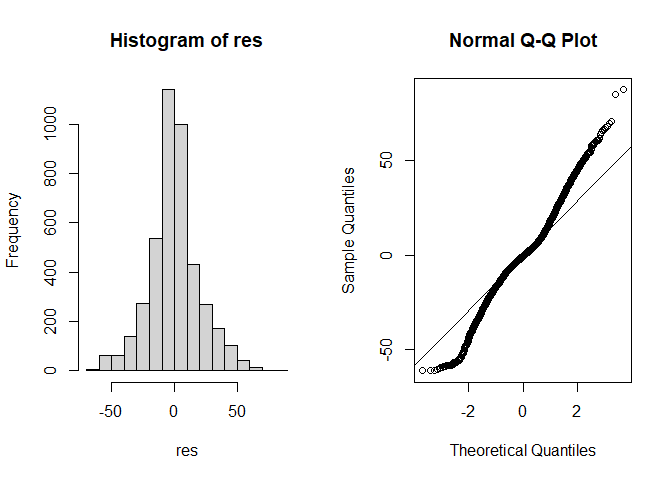 Histogram of res
Frequency
0
200
400
600
800
1000
-50
0
50
res
Normal Q-Q Plot
Sample Quantiles
-50
0
50
-2
0
2
Theoretical Quantiles